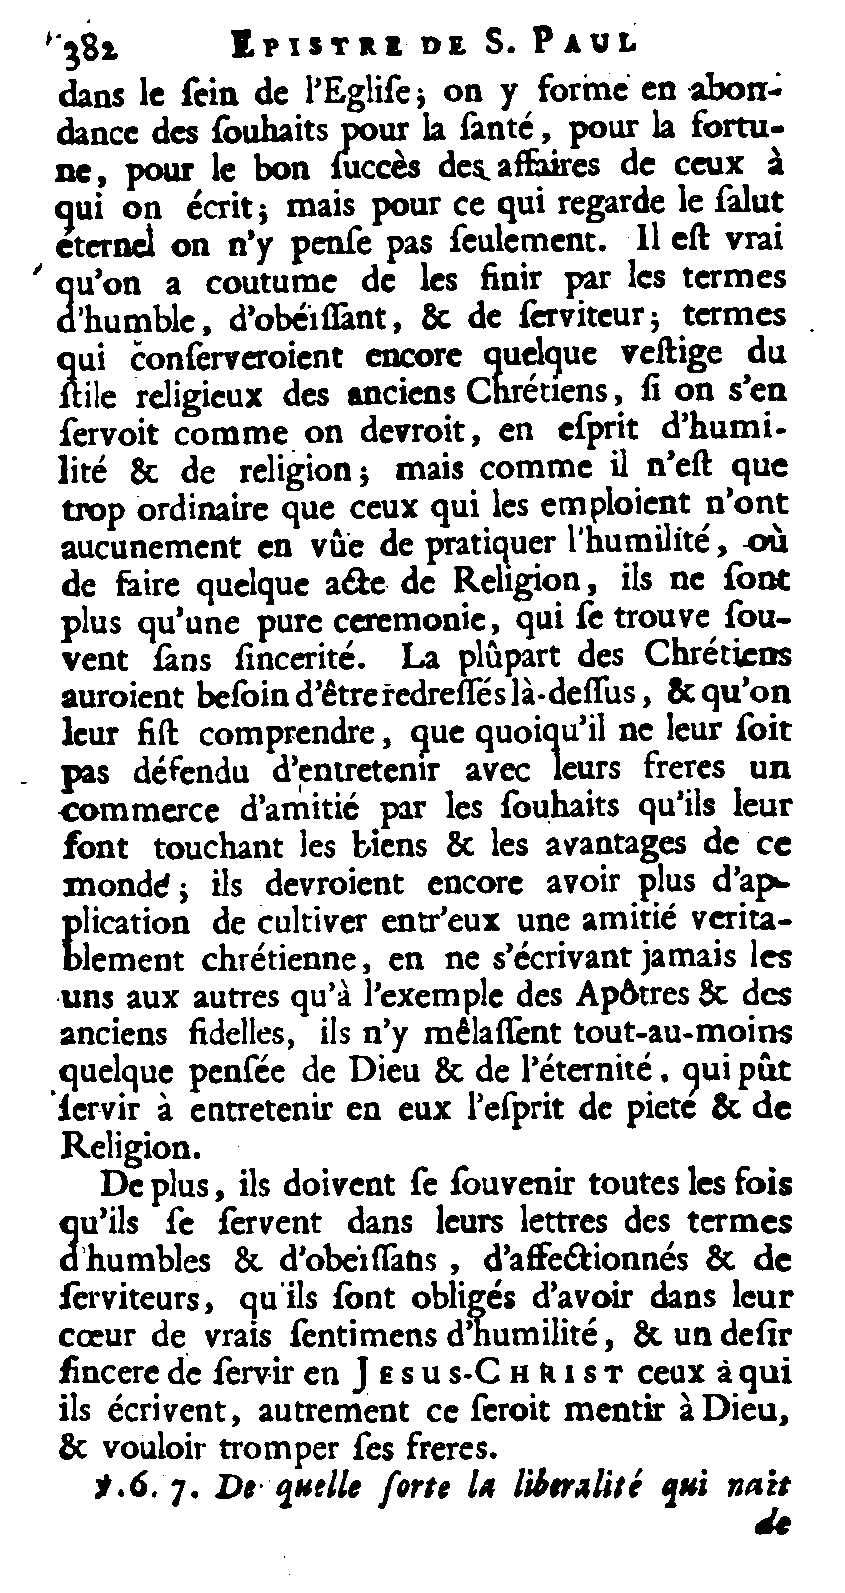 382 EPISTRE DE S. PAUL
dans le ſein de l'Egliſe; on y forme en abon-
dance des ſouhaits pour la ſanté, pour la fortu-
ne, pour le bon ſuccès des affaires de ceux à
qui on écrit; mais pour ce qui regarde le ſalut
éternel on n'y penſe pas ſeulement. Il eſt vrai
qu'on a coutume de les finir par les termes
d'humble, d'obéïſſant, & de ſerviteur; termes
qui conſerveroient encore quelque veſtige du
ſtile religieux des anciens Chrétiens, ſi on s'en
ſervoit comme on devroit, en eſprit d'humi-
lité & de religion; mais comme il n'eſt que
trop ordinaire que ceux qui les emploient n'ont
aucunement en vûë de pratiquer l'humilité, où
de faire quelque acte de Religion, ils ne ſont
plus qu'une pure ceremonie, qui ſe trouve ſou-
vent ſans ſincerité. La plûpart des Chrétiens
auroient beſoin d'être redreſſés là-deſſus, & qu'on
leur fiſt comprendre, que quoiqu'il ne leur ſoit
pas défendu d'entretenir avec leurs freres un
commerce d'amitié par les ſouhaits qu'ils leur
font touchant les biens & les avantages de ce
monde; ils devroient encore avoir plus d'ap-
plication de cultiver entr'eux une amitié verita-
blement chrétienne, en ne s'écrivant jamais les
uns aux autres qu'à l'exemple des Apôtres & des
anciens fidelles, ils n'y mêlaſſent tout-au-moins
quelque penſée de Dieu & de l'éternité, qui pût
ſervir à entretenir en eux l'eſprit de pieté & de
Religion.
De plus, ils doivent ſe ſouvenir toutes les fois
qu'ils ſe ſervent dans leurs lettres des termes
d'humbles & d'obeïſſans, d'affectionnés & de
ſerviteurs, qu'ils ſont obligés d'avoir dans leur
cœur de vrais ſentimens d'humilité, & un deſir
ſincere de ſervir en JESUS-CHRIST ceux à qui
ils écrivent, autrement ce ſeroit mentir à Dieu,
& vouloir tromper ſes freres.
℣.6. 7. De quelle ſorte la liberalité qui naît
de